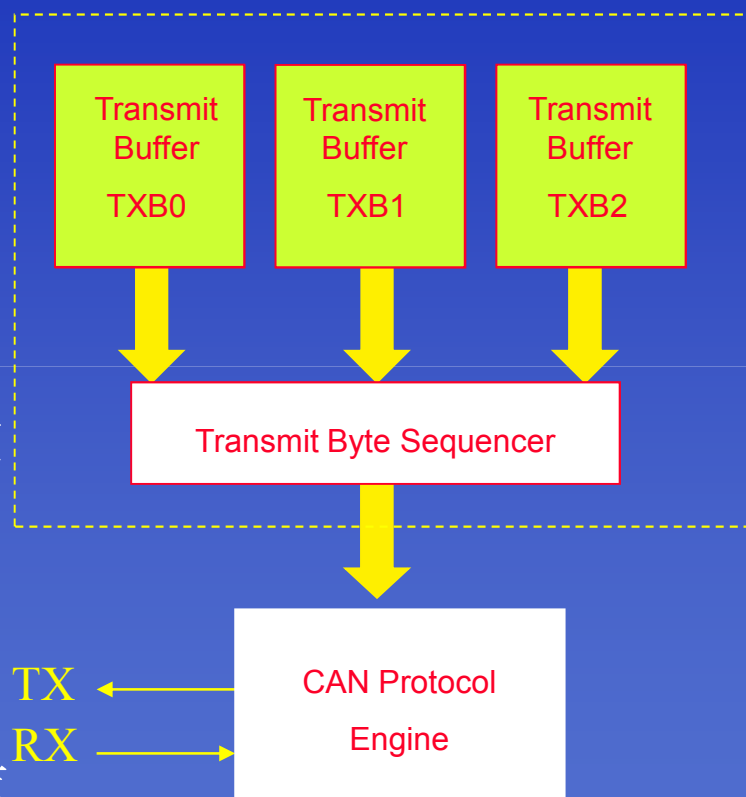 Transmit
Buffer
TXB0
Transmit
Buffer
TXB1
Transmit
Buffer
TXB2
Transmit Byte Sequencer
CAN Protocol
Engine
TX
RX